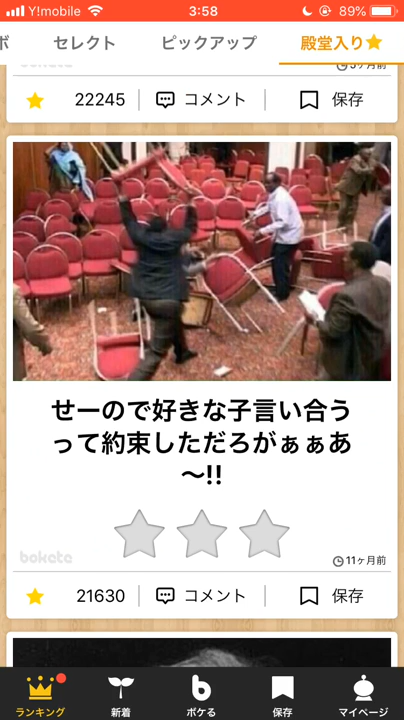 Y!mobile 3:58 89%
ボ セレクト ピックアップ 殿堂入り
bokete
22245 コメント 保存
せーので好きな子言い合う
って約束しただろがぁぁあ
〜!!
bokete 11ヶ月前
21630 コメント 保存
ランキング 新着 ボケる 保存 マイページ